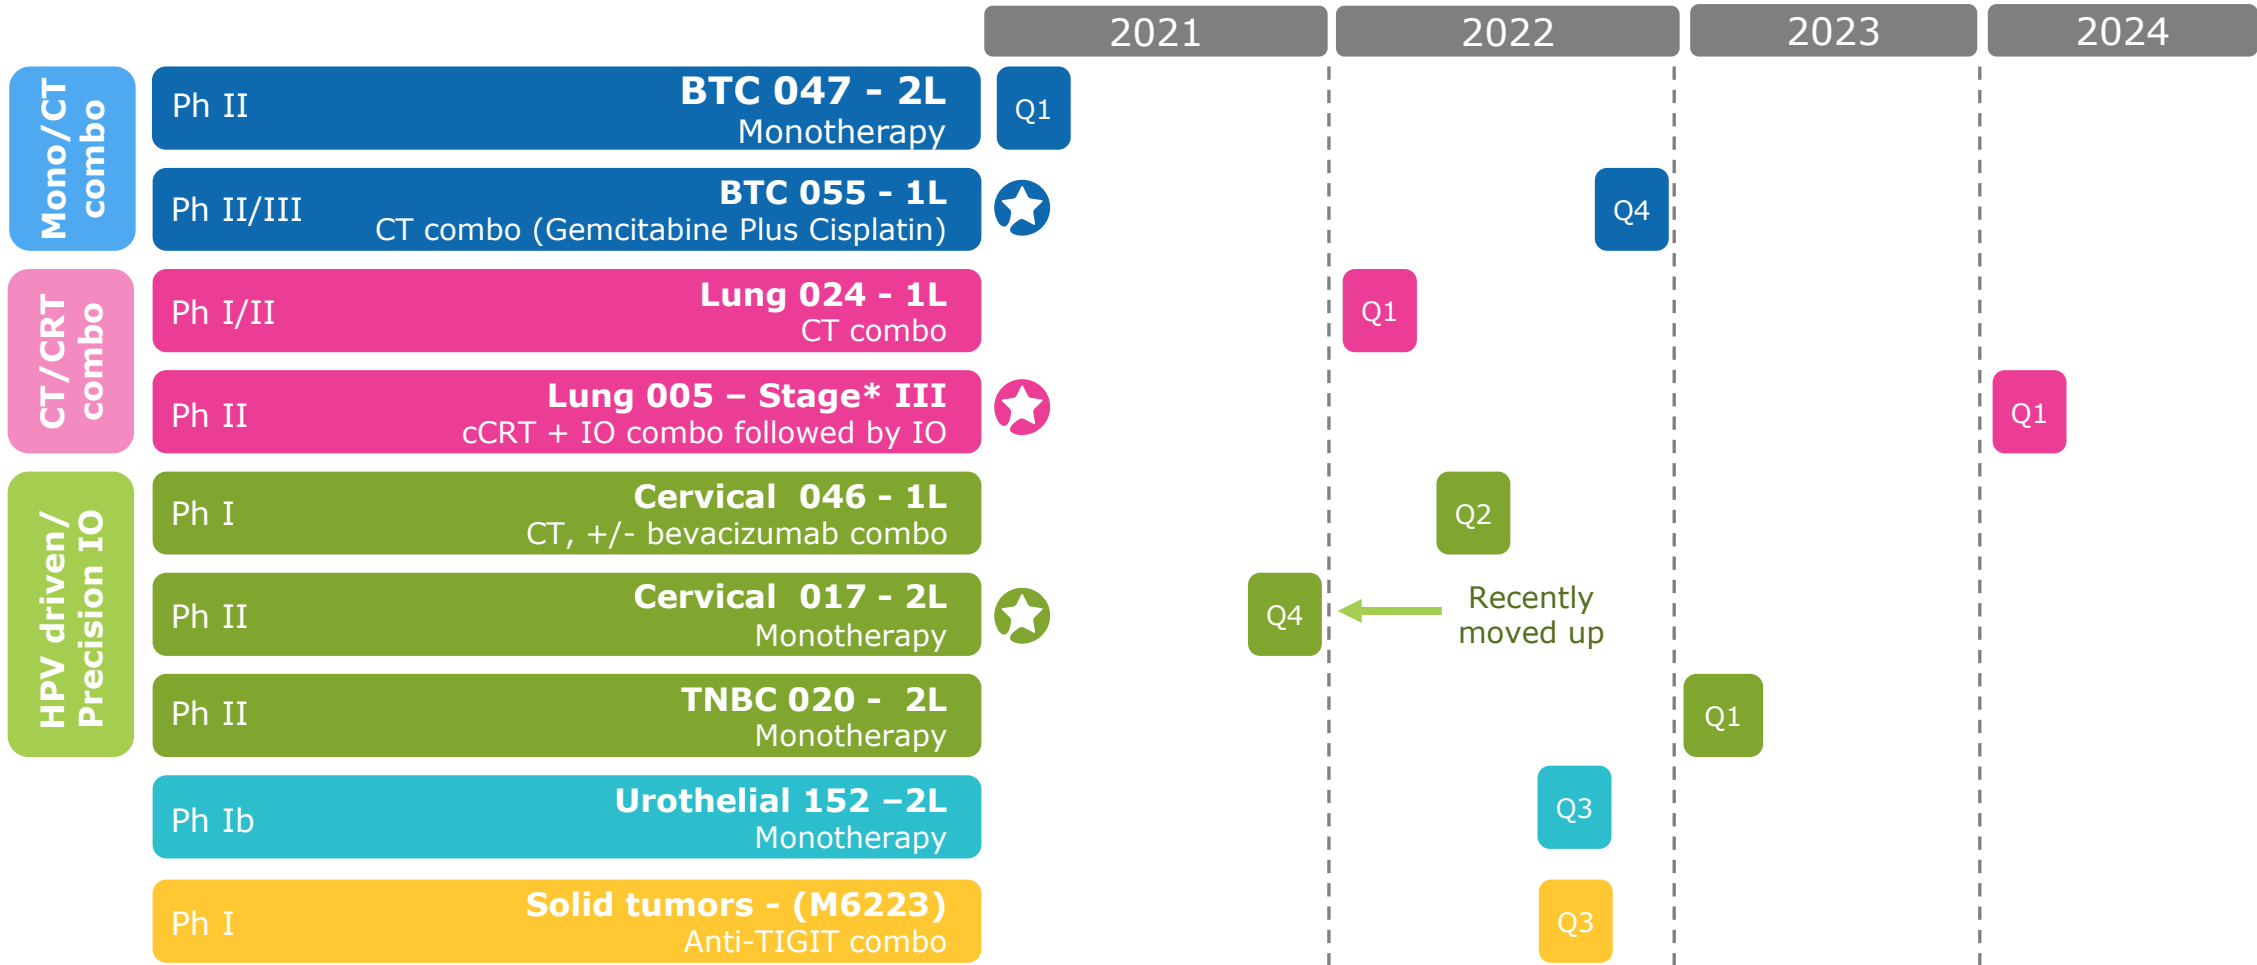 2021
2022
2023
2024
Mono/CT
combo
Ph II
BTC 047 - 2L
Monotherapy
Q1
Ph II/III
BTC 055 - 1L
CT combo (Gemcitabine Plus Cisplatin)
Q4
CT/CRT
combo
Ph I/II
Lung 024 - 1L
CT combo
Q1
Ph II
Lung 005 – Stage* III
cCRT + IO combo followed by IO
Q1
HPV driven/
Precision IO
Ph I
Cervical 046 - 1L
CT, +/- bevacizumab combo
Q2
Ph II
Cervical 017 - 2L
Monotherapy
Q4
Recently
moved up
Ph II
TNBC 020 - 2L
Monotherapy
Q1
Ph Ib
Urothelial 152 –2L
Monotherapy
Q3
Ph I
Solid tumors - (M6223)
Anti-TIGIT combo
Q3